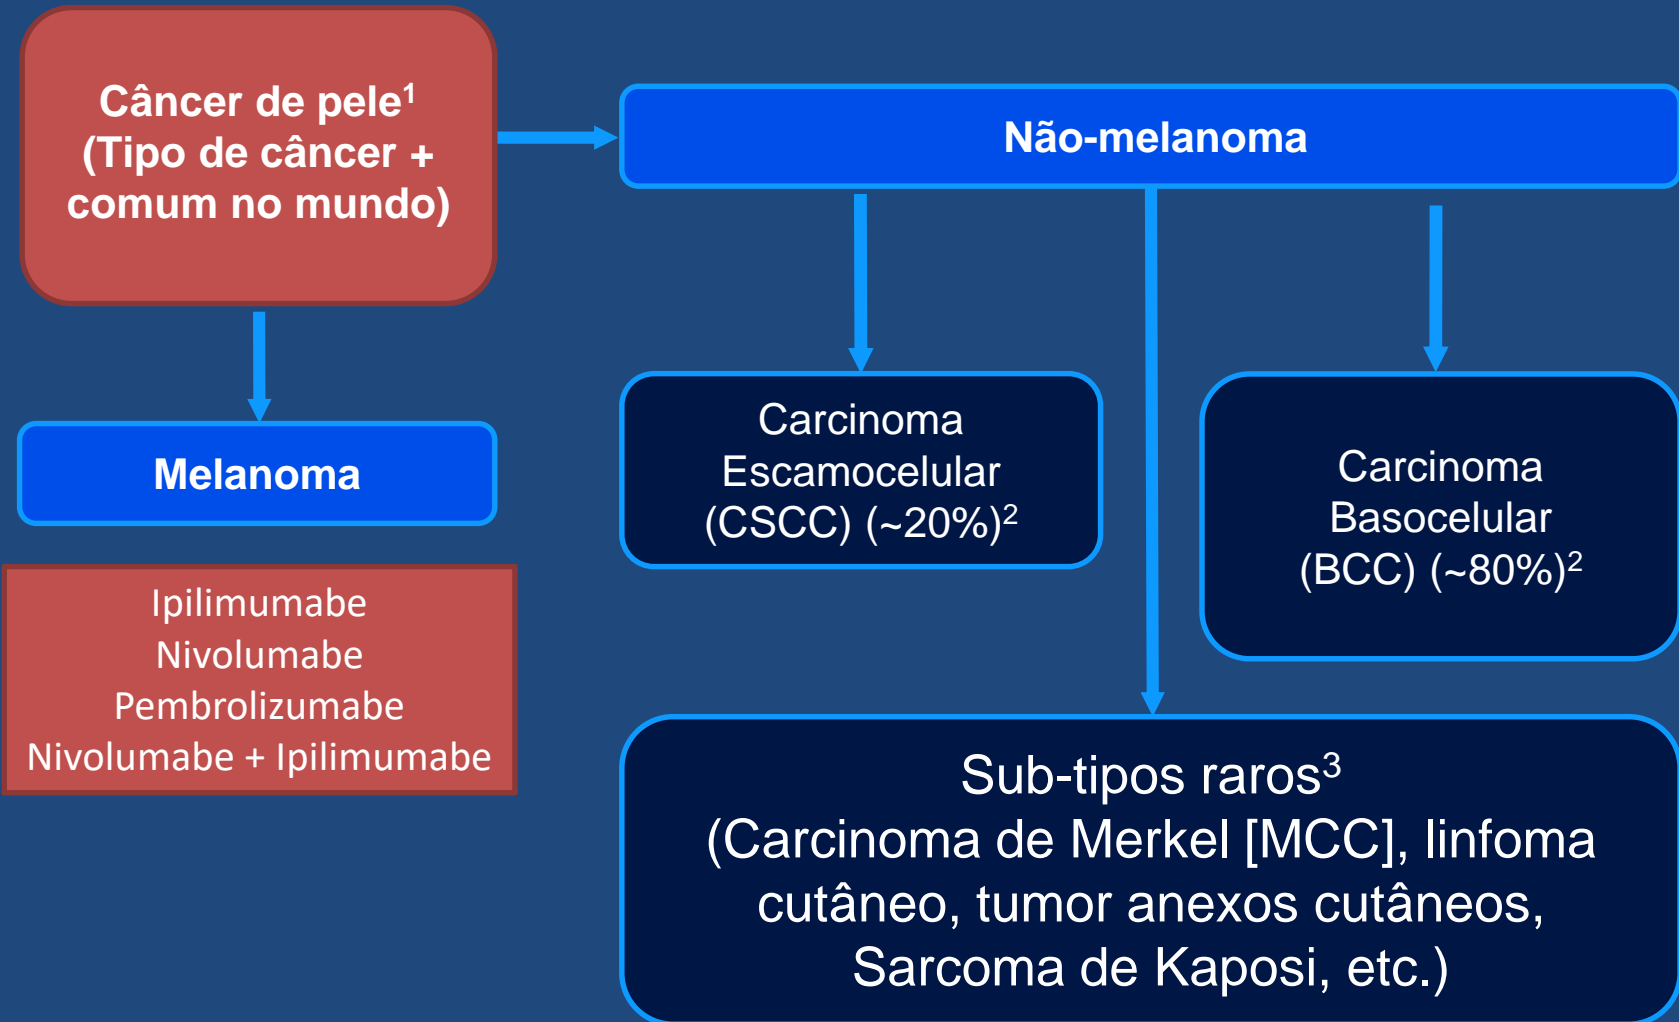 Câncer de pele¹
(Tipo de câncer +
comum no mundo)
Não-melanoma
Melanoma
Ipilimumabe
Nivolumabe
Pembrolizumabe
Nivolumabe + Ipilimumabe
Carcinoma
Escamocelular
(CSCC) (~20%)²
Carcinoma
Basocelular
(BCC) (~80%)²
Sub-tipos raros³
(Carcinoma de Merkel [MCC], linfoma
cutâneo, tumor anexos cutâneos,
Sarcoma de Kaposi, etc.)